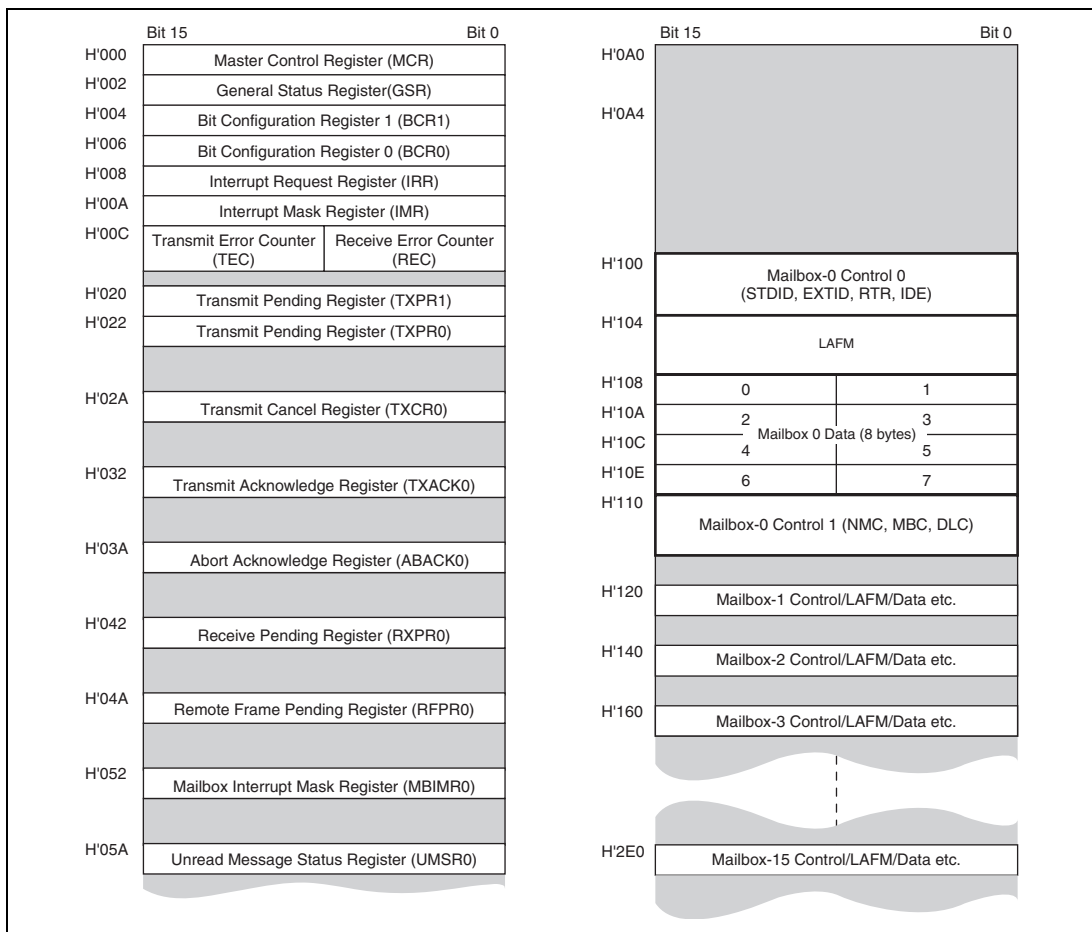 Bit 15 Bit 0
H'000 Master Control Register (MCR)
H'002 General Status Register(GSR)
H'004 Bit Configuration Register 1 (BCR1)
H'006 Bit Configuration Register 0 (BCR0)
H'008 Interrupt Request Register (IRR)
H'00A Interrupt Mask Register (IMR)
H'00C Transmit Error Counter Receive Error Counter
(TEC) (REC)
H'020 Transmit Pending Register (TXPR1)
H'022 Transmit Pending Register (TXPR0)
H'02A Transmit Cancel Register (TXCR0)
H'032 Transmit Acknowledge Register (TXACK0)
H'03A Abort Acknowledge Register (ABACK0)
H'042 Receive Pending Register (RXPR0)
H'04A Remote Frame Pending Register (RFPR0)
H'052 Mailbox Interrupt Mask Register (MBIMR0)
H'05A Unread Message Status Register (UMSR0)
Bit 15 Bit 0
H'0A0
H'0A4
H'100 Mailbox-0 Control 0
(STDID, EXTID, RTR, IDE)
H'104 LAFM
H'108 0 1
H'10A 2 3
Mailbox 0 Data (8 bytes)
H'10C 4 5
H'10E 6 7
H'110 Mailbox-0 Control 1 (NMC, MBC, DLC)
H'120 Mailbox-1 Control/LAFM/Data etc.
H'140 Mailbox-2 Control/LAFM/Data etc.
H'160 Mailbox-3 Control/LAFM/Data etc.
H'2E0 Mailbox-15 Control/LAFM/Data etc.